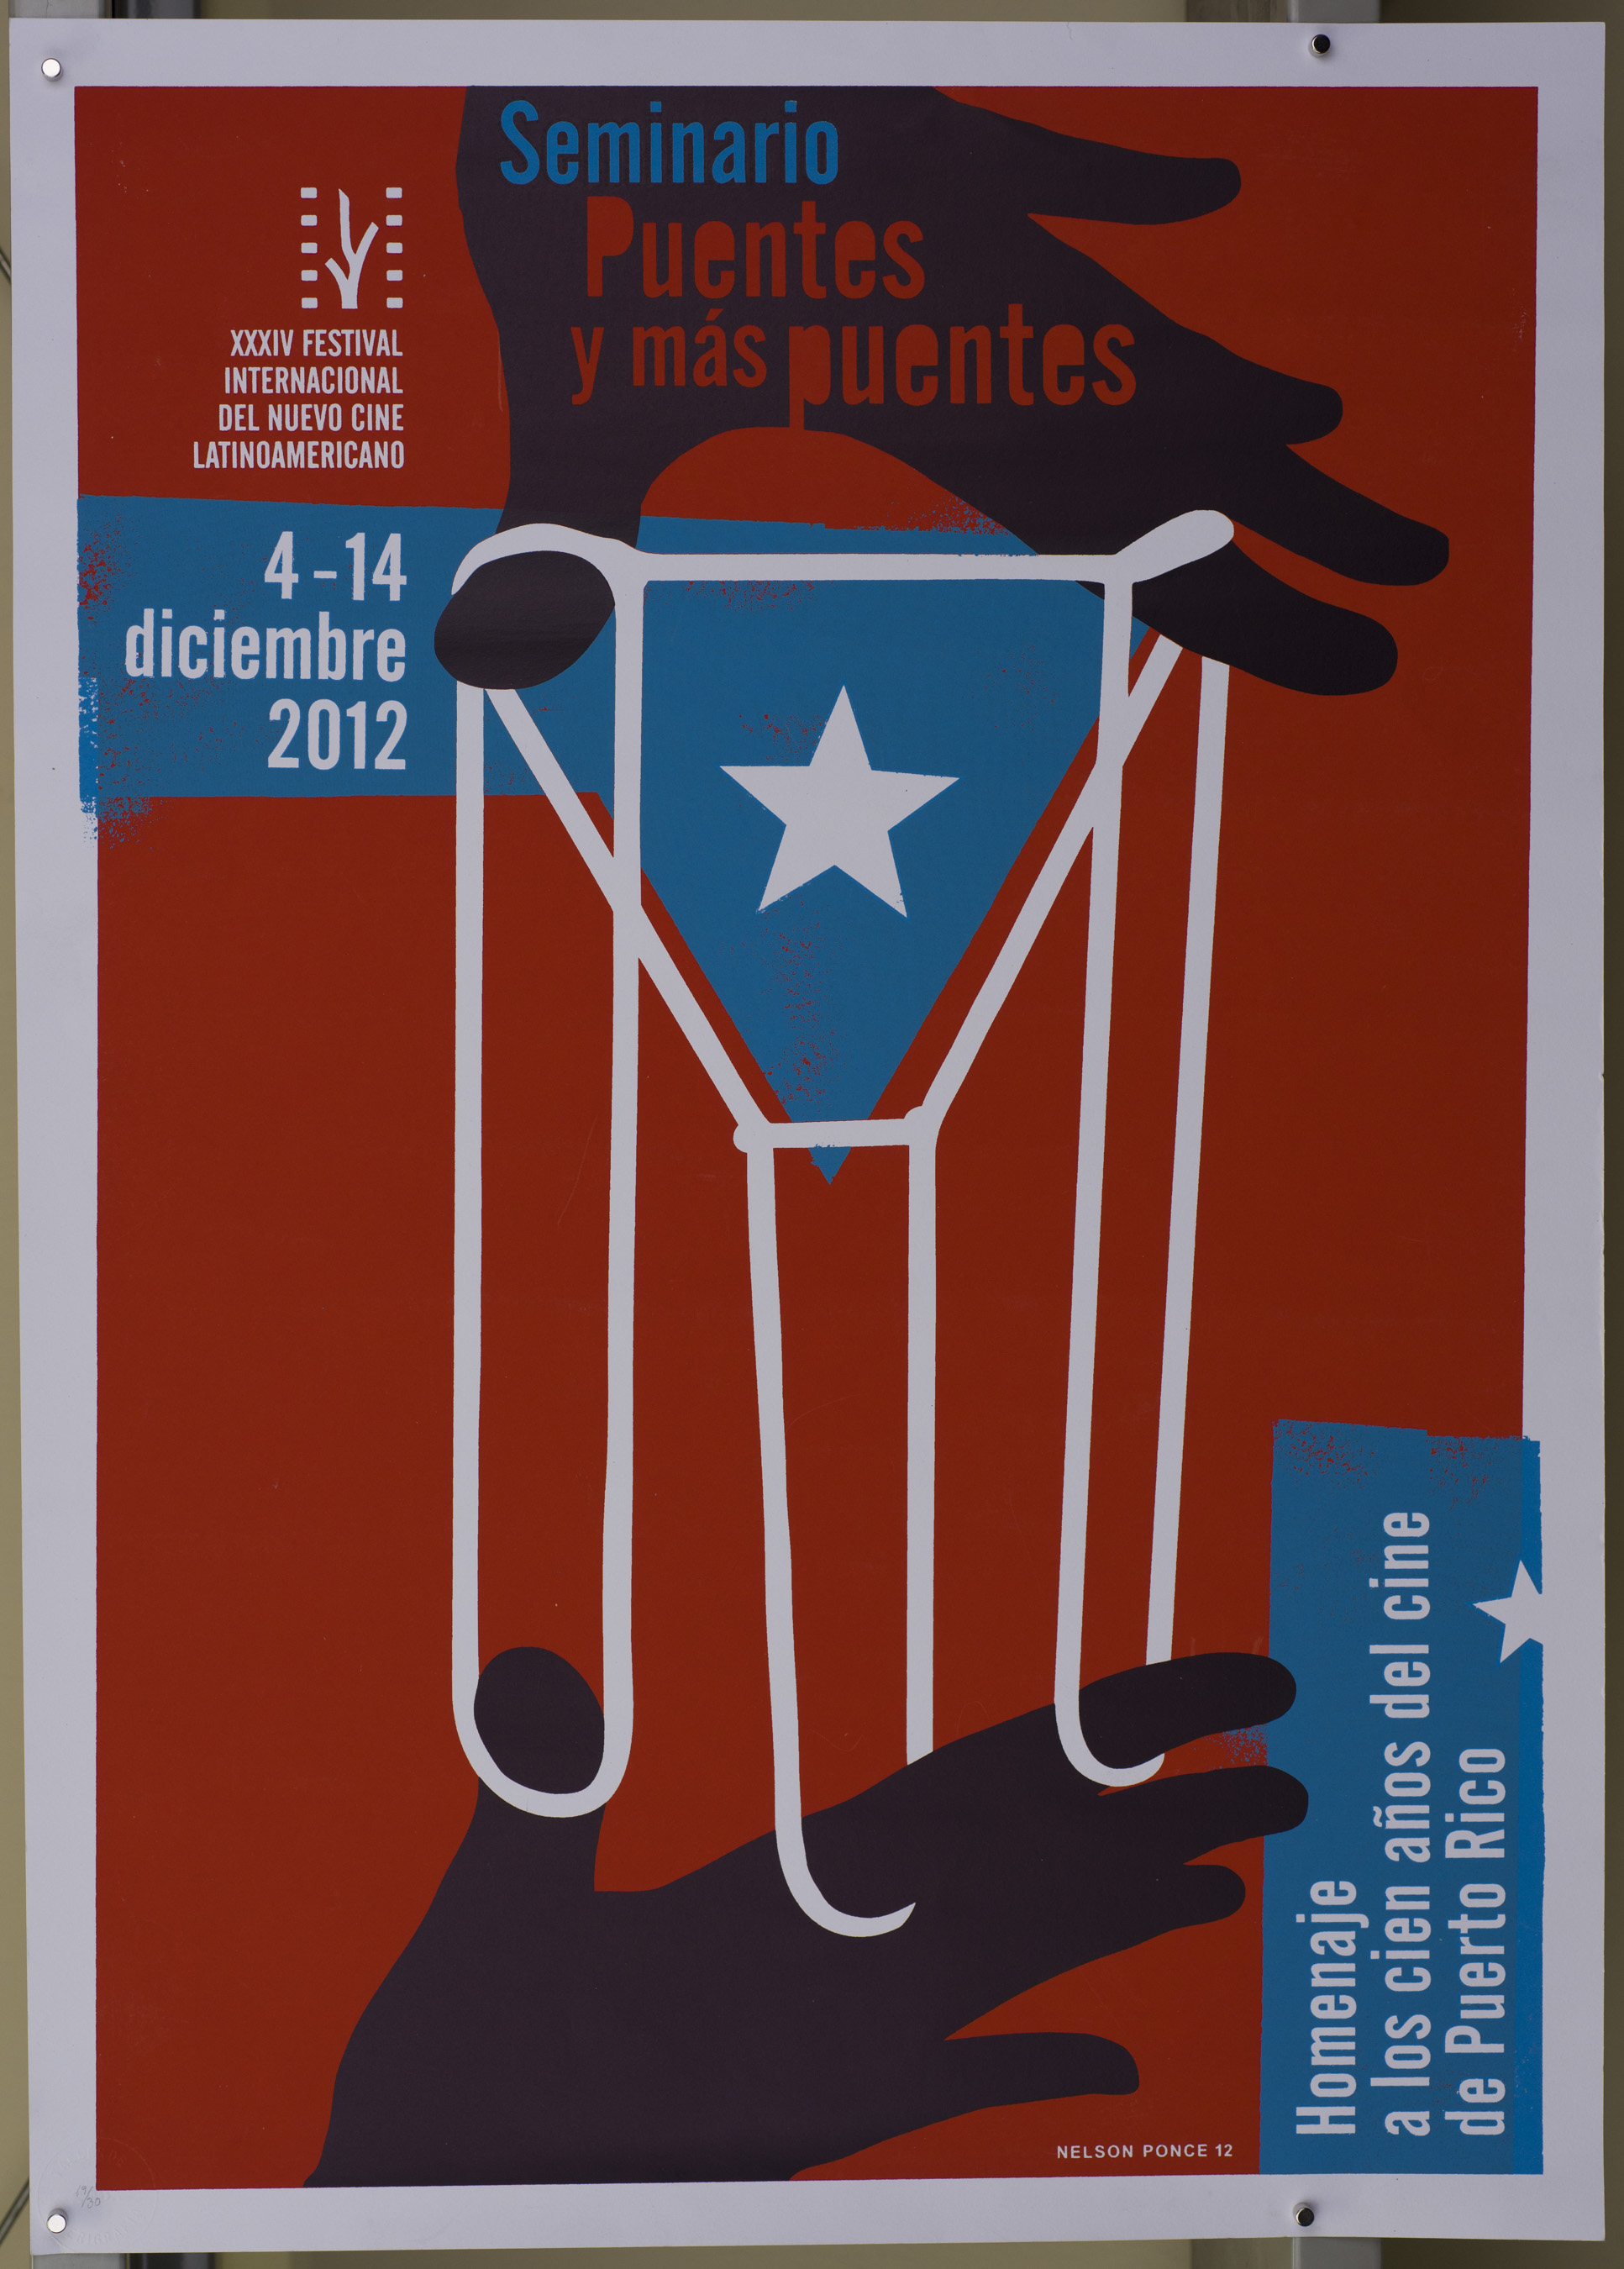 Seminario
Puentes
y más puentes
XXXIV FESTIVAL
INTERNACIONAL
DEL NUEVO CINE
LATINOAMERICANO
4-14
diciembre
2012
Homenaje
a los cien años del cine
de Puerto Rico
NELSON PONCE 12